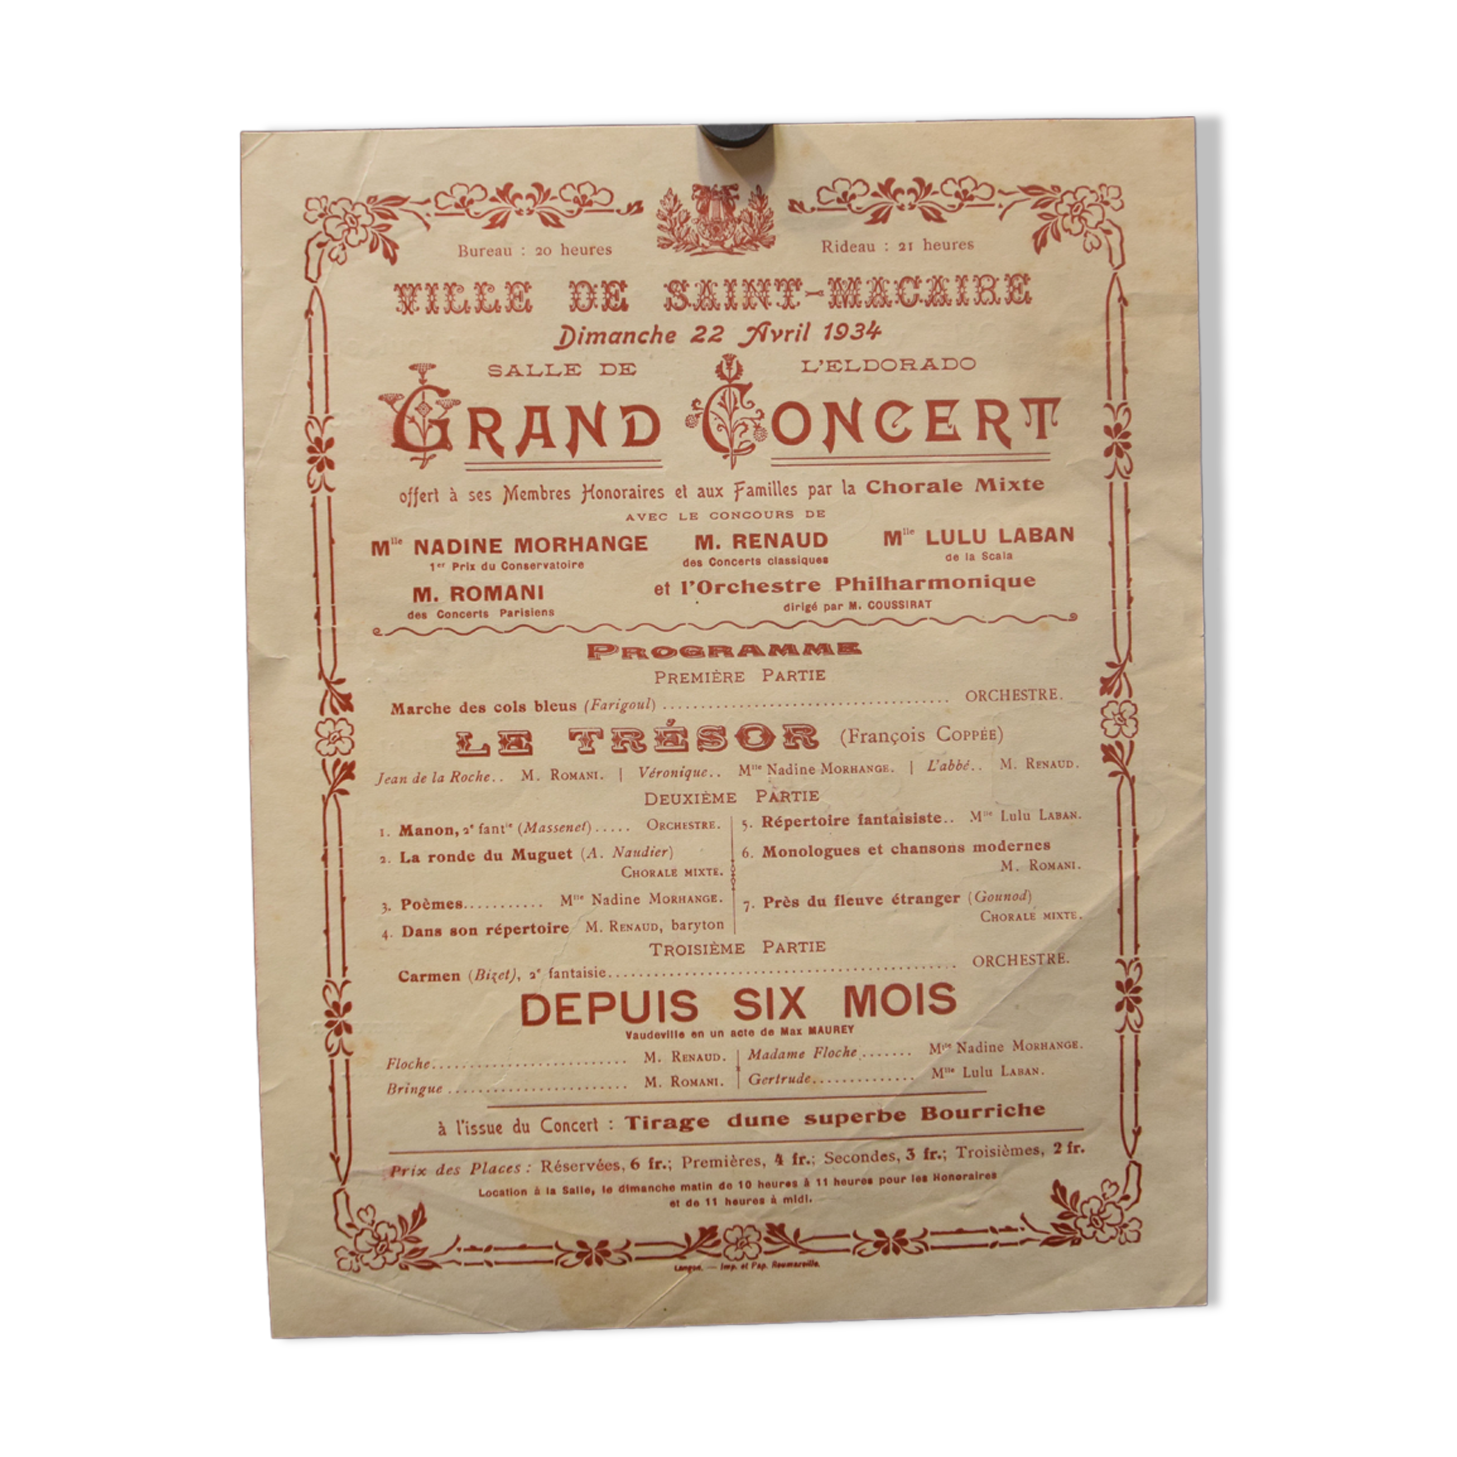 Bureau : 20 heures
Rideau : 21 heures
VILLE DE SAINT-MACAIRE
Dimanche 22 Avril 1934
SALLE DE L'ELDORADO
GRAND CONCERT
offert à ses Membres Honoraires et aux Familles par la Chorale Mixte
AVEC LE CONCOURS DE
Mlle NADINE MORHANGE
1er Prix du Conservatoire
M. RENAUD
des Concerts classiques
Mlle LULU LABAN
de la Scala
M. ROMANI
des Concerts Parisiens
et l'Orchestre Philharmonique
dirigé par M. COUSSIRAT
PROGRAMME
PREMIÈRE PARTIE
Marche des cols bleus (Farigoul) ........................................ ORCHESTRE.
LE TRÉSOR (François COPPÉE)
Jean de la Roche.. M. ROMANI. | Véronique.. Mlle Nadine MORHANGE. | L'abbé.. M. RENAUD.
DEUXIÈME PARTIE
1. Manon, 2e fantie (Massenet)..... ORCHESTRE.
2. La ronde du Muguet (A. Naudier)
CHORALE MIXTE.
3. Poèmes........... Mlle Nadine MORHANGE.
4. Dans son répertoire M. RENAUD, baryton
5. Répertoire fantaisiste.. Mlle Lulu LABAN.
6. Monologues et chansons modernes
M. ROMANI.
7. Près du fleuve étranger (Gounod)
CHORALE MIXTE.
TROISIÈME PARTIE
Carmen (Bizet), 2e fantaisie................................................ ORCHESTRE.
DEPUIS SIX MOIS
Vaudeville en un acte de Max MAUREY
Floche............................ M. RENAUD.
Bringue .......................... M. ROMANI.
Madame Floche ....... Mlle Nadine MORHANGE.
Gertrude.............. Mlle Lulu LABAN.
à l'issue du Concert : Tirage dune superbe Bourriche
Prix des Places : Réservées, 6 fr.; Premières, 4 fr.; Secondes, 3 fr.; Troisièmes, 2 fr.
Location à la Salle, le dimanche matin de 10 heures à 11 heures pour les Honoraires
et de 11 heures à midi.
Langon. — Imp. et Pap.